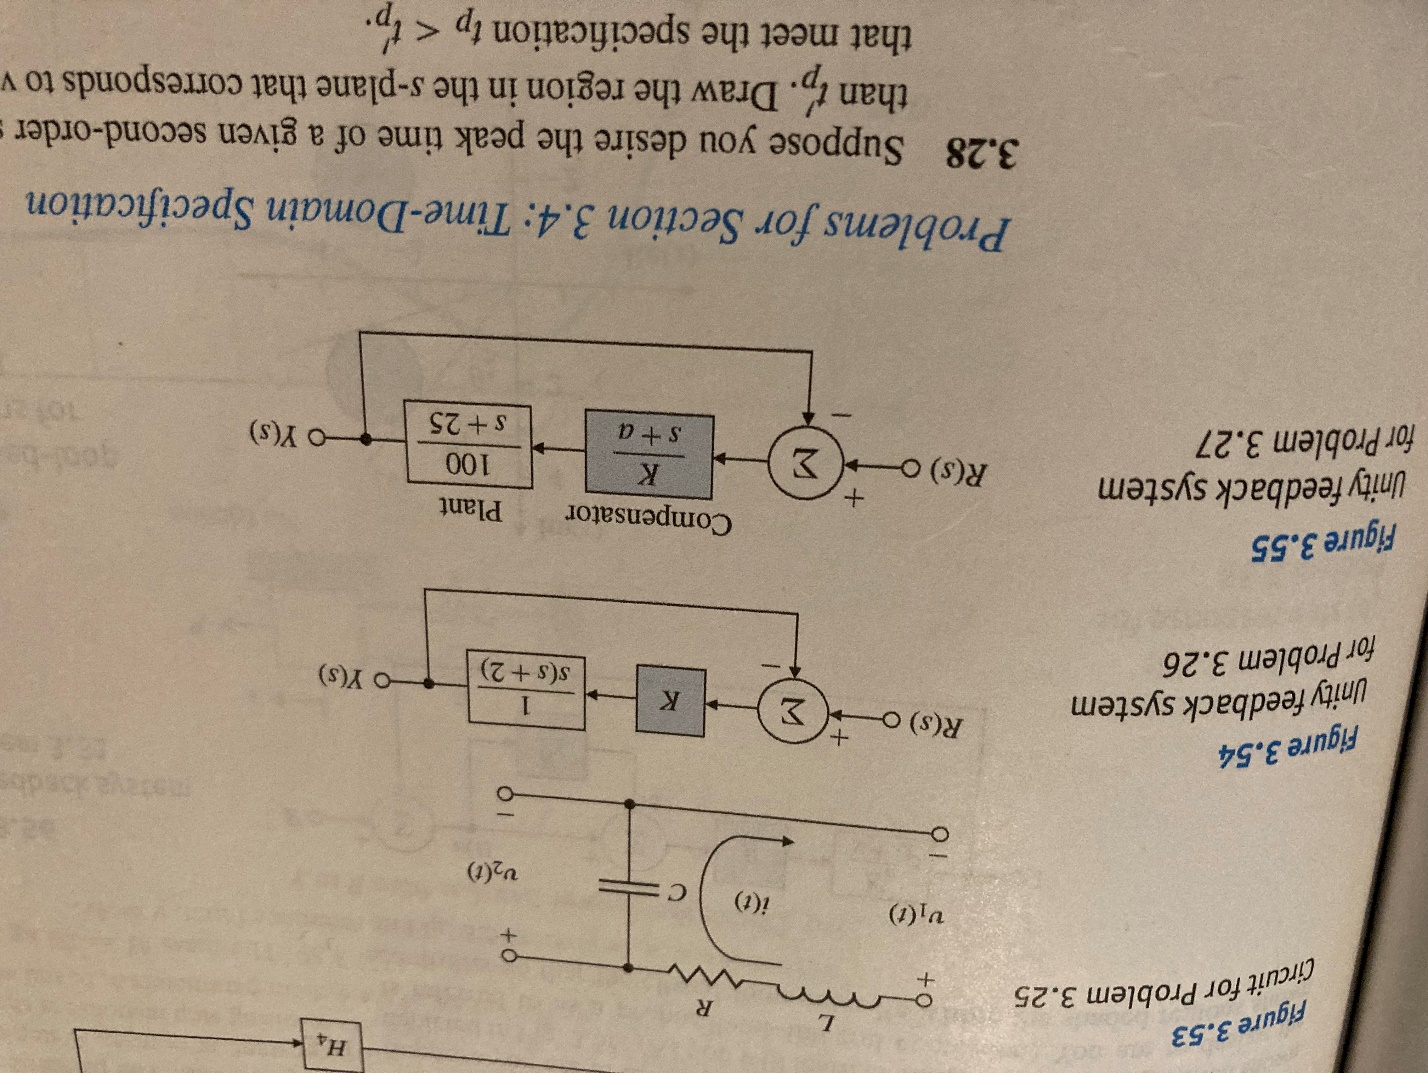 H4
Figure 3.53
Circuit for Problem 3.25
L
R
+
+
v1(t)
i(t)
C
v2(t)
−
−
Figure 3.54
Unity feedback system
for Problem 3.26
R(s)
+
Σ
−
K
1
s(s + 2)
Y(s)
Figure 3.55
Unity feedback system
for Problem 3.27
Compensator
Plant
R(s)
+
Σ
−
K
s + a
100
s + 25
Y(s)
Problems for Section 3.4: Time-Domain Specification
3.28 Suppose you desire the peak time of a given second-order
than t′p. Draw the region in the s-plane that corresponds to
that meet the specification tp < t′p.